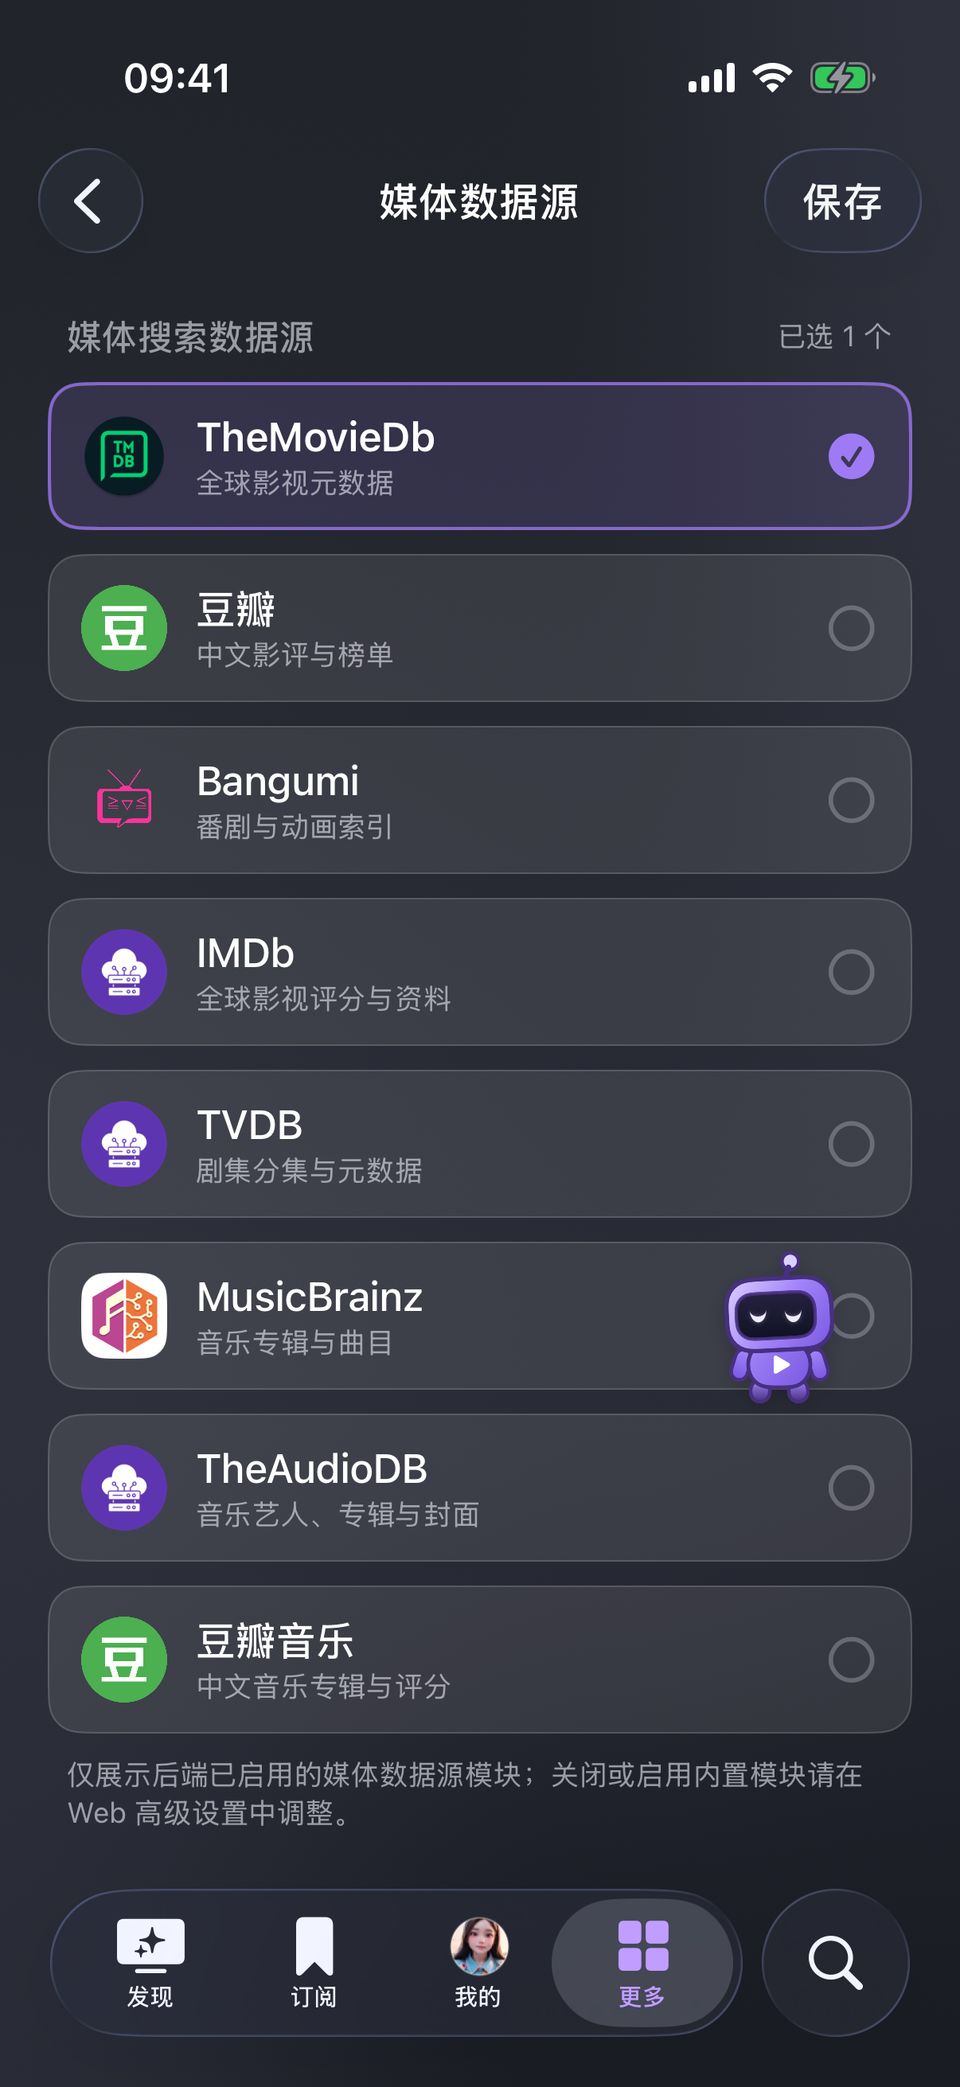 09:41
媒体数据源
保存
媒体搜索数据源
已选 1 个
TM
DB
TheMovieDb
全球影视元数据
豆
豆瓣
中文影评与榜单
Bangumi
番剧与动画索引
IMDb
全球影视评分与资料
TVDB
剧集分集与元数据
MusicBrainz
音乐专辑与曲目
TheAudioDB
音乐艺人、专辑与封面
豆
豆瓣音乐
中文音乐专辑与评分
仅展示后端已启用的媒体数据源模块；关闭或启用内置模块请在
Web 高级设置中调整。
发现
订阅
我的
更多